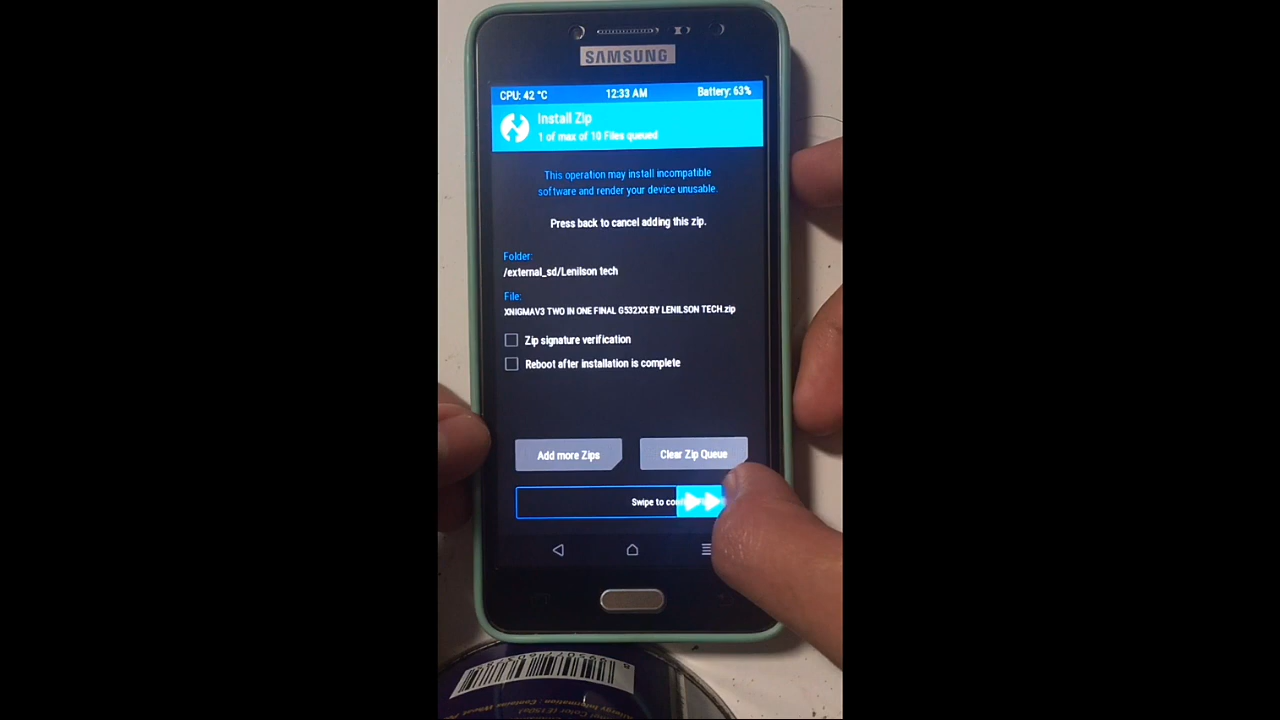 SAMSUNG
CPU: 42 °C 12:33 AM Battery: 63%
Install Zip
1 of max of 10 Files queued
This operation may install incompatible
software and render your device unusable.
Press back to cancel adding this zip.
Folder:
/external_sd/Lenilson tech
File:
XNIGMAV3 TWO IN ONE FINAL G532XX BY LENILSON TECH.zip
Zip signature verification
Reboot after installation is complete
Add more Zips Clear Zip Queue
Swipe to